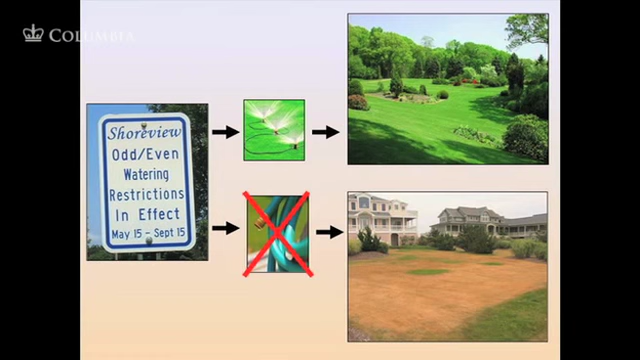 COLUMBIA
Shoreview
Odd/Even
Watering
Restrictions
In Effect
May 15 - Sept 15